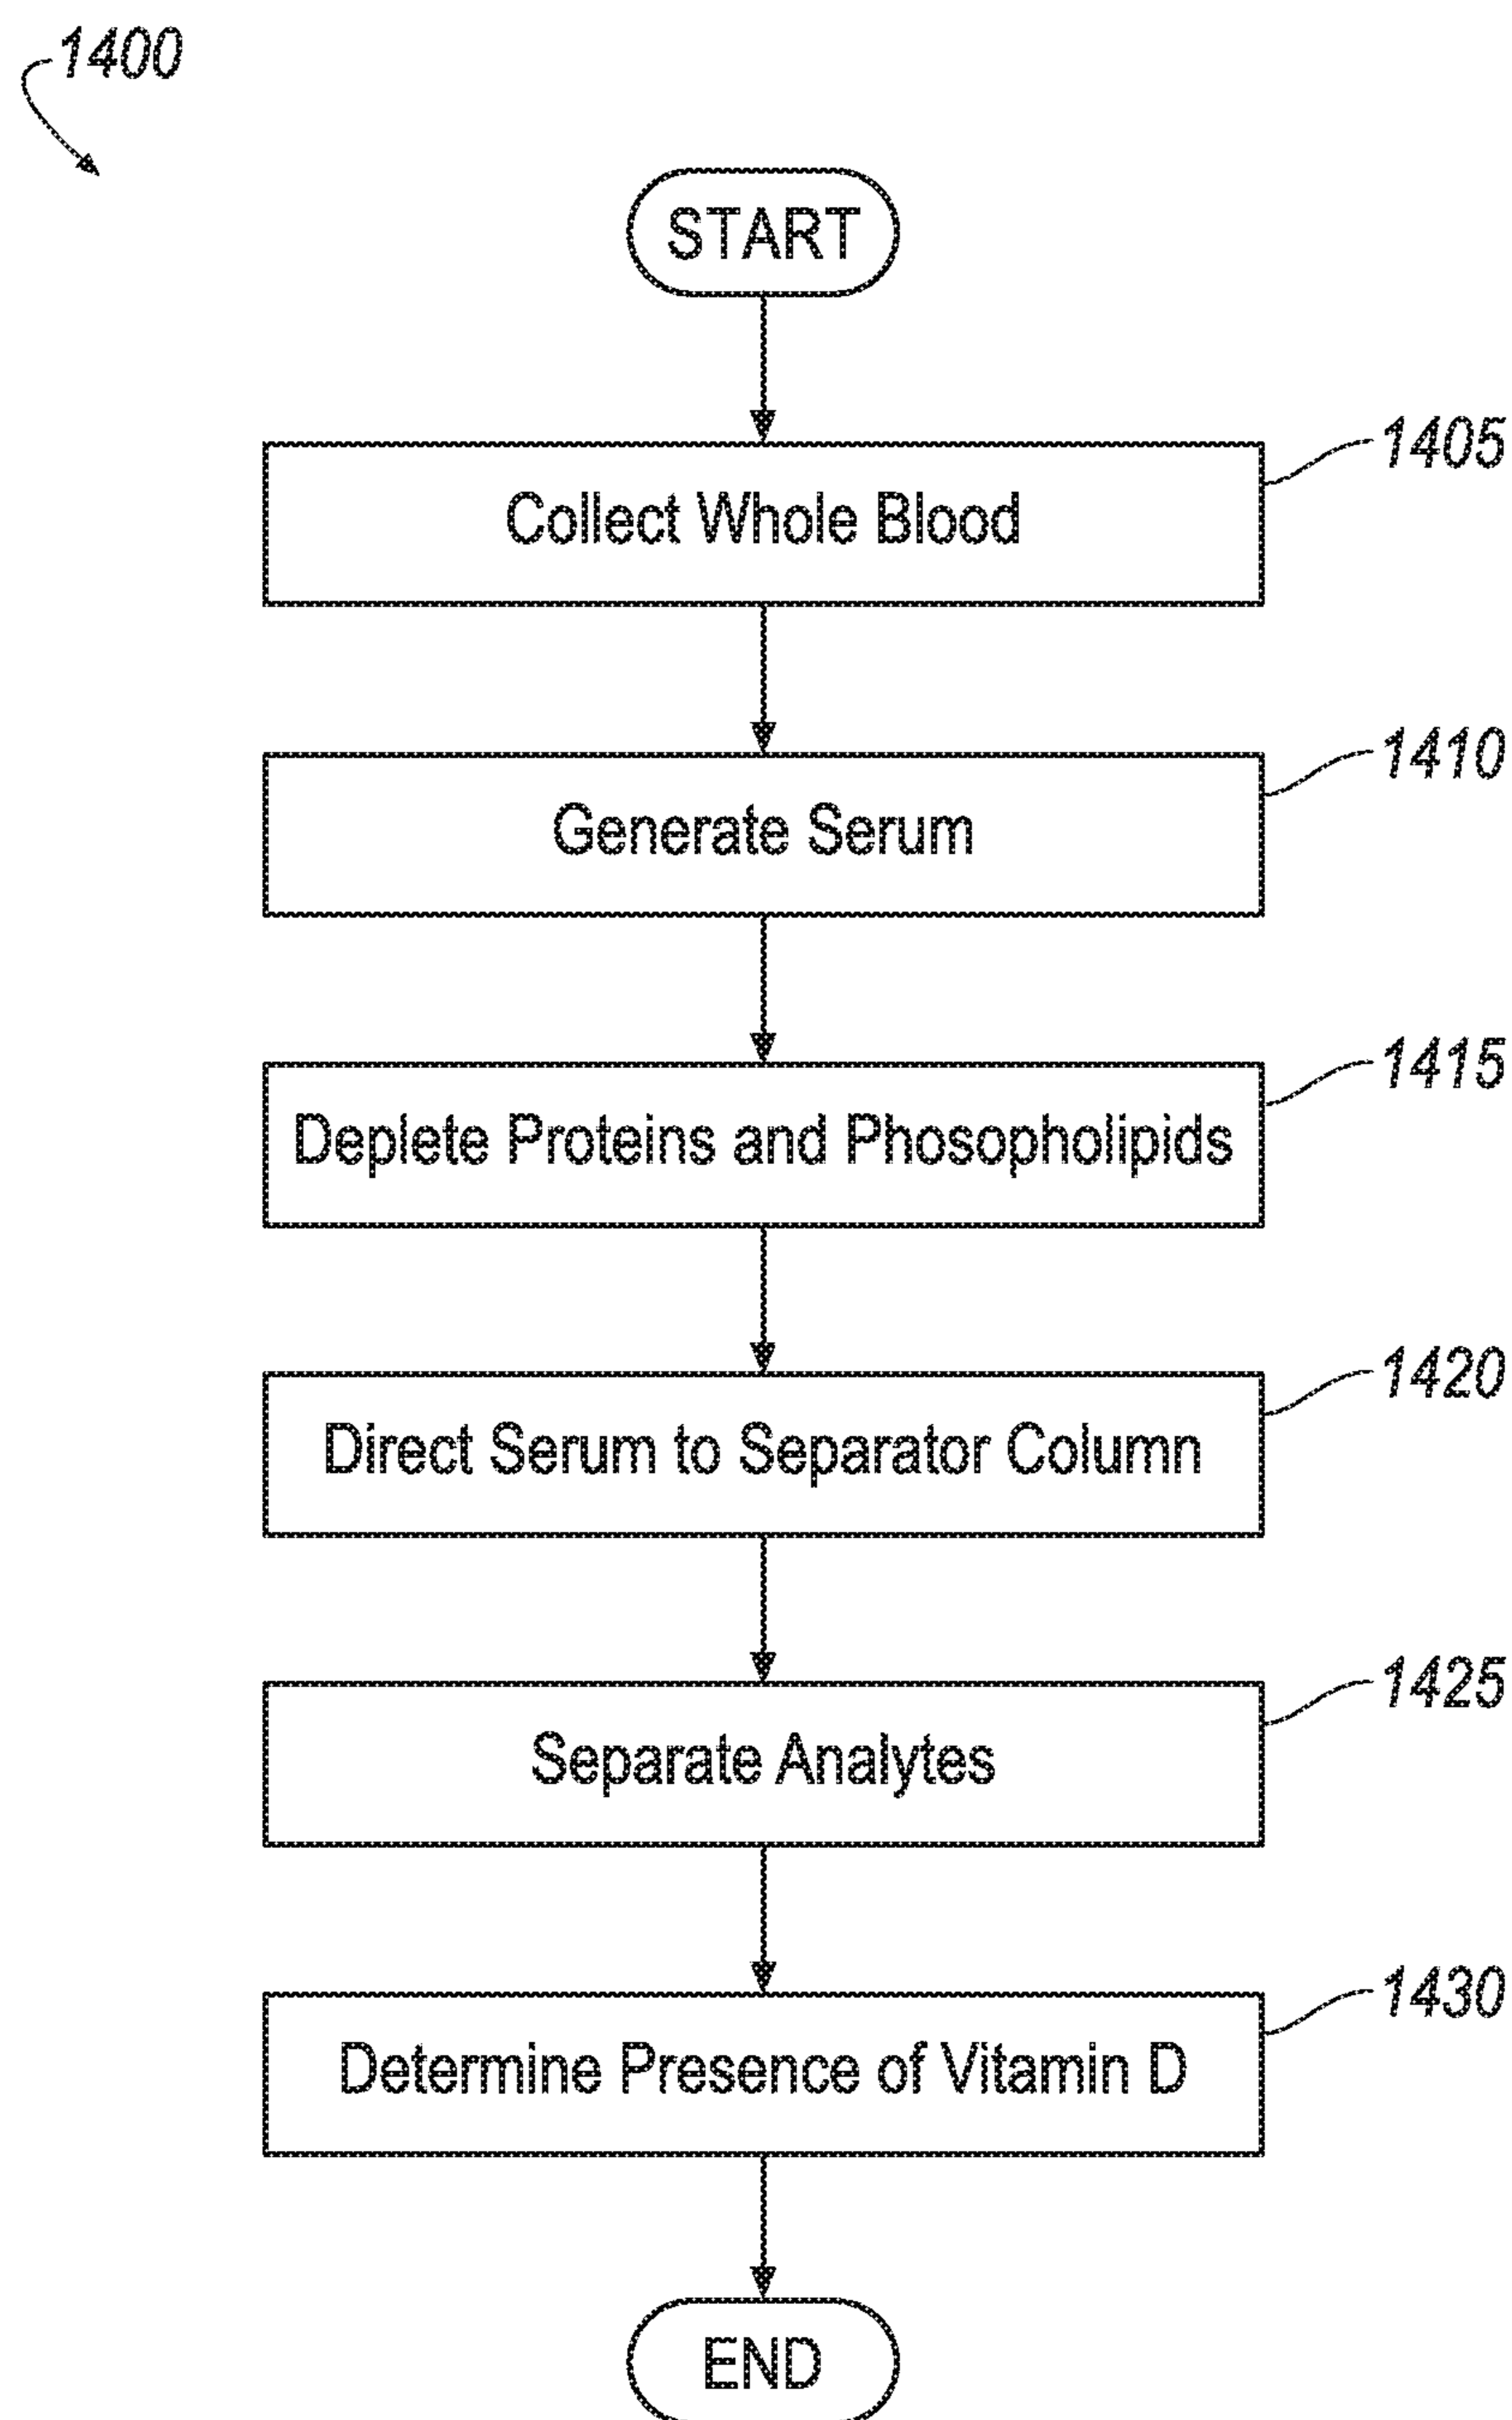 1400
START
Collect Whole Blood
1405
Generate Serum
1410
Deplete Proteins and Phosopholipids
1415
Direct Serum to Separator Column
1420
Separate Analytes
1425
Determine Presence of Vitamin D
1430
END